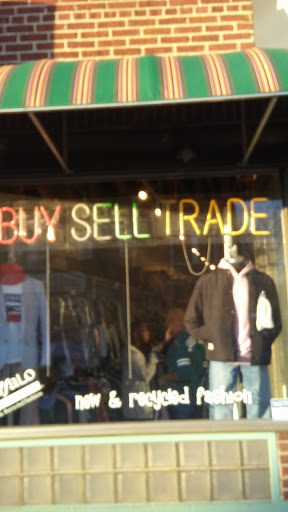 BUY SELL TRADE
new & recycled fashion